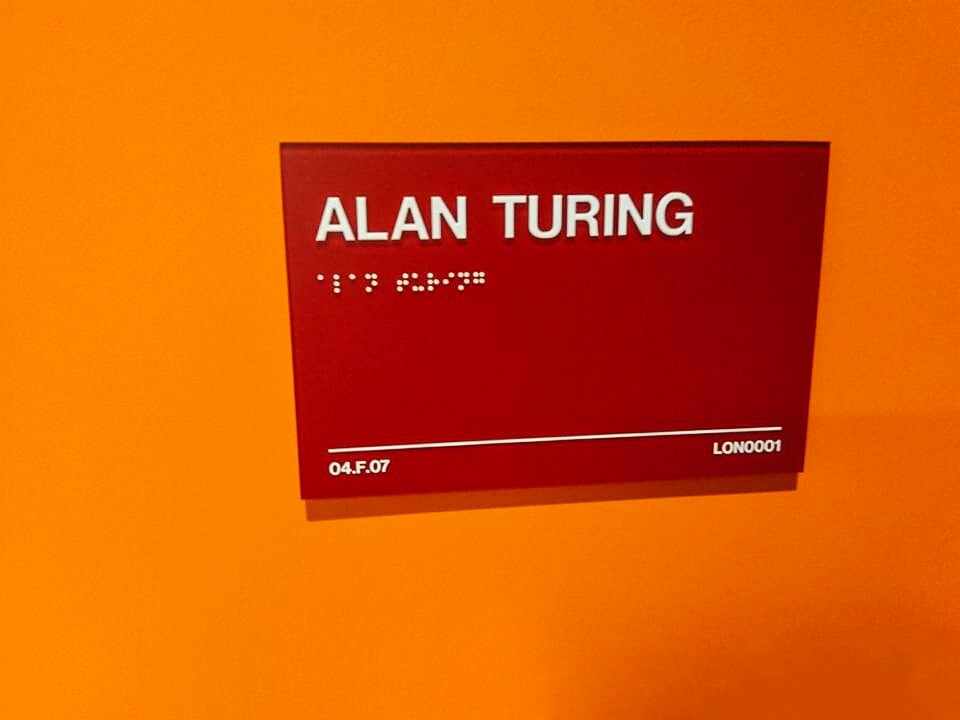 ALAN TURING
⠁⠇⠁⠝ ⠞⠥⠗⠊⠝⠛
04.F.07
LON0001